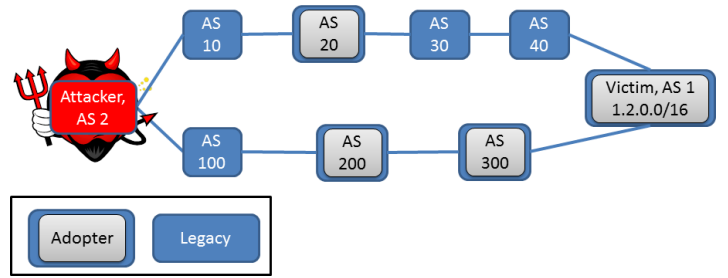 AS
10
AS
20
AS
30
AS
40
Attacker,
AS 2
Victim, AS 1
1.2.0.0/16
AS
100
AS
200
AS
300
Adopter
Legacy